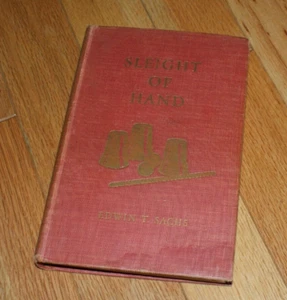 SLEIGHT
OF
HAND
EDWIN T. SACHS